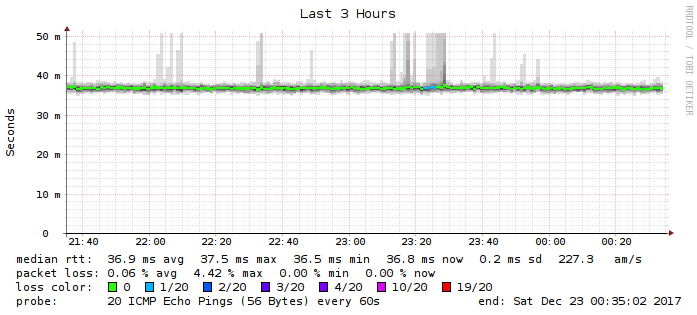 Last 3 Hours
RRDTOOL / TOBI OETIKER
Seconds
50 m
40 m
30 m
20 m
10 m
0
21:40 22:00 22:20 22:40 23:00 23:20 23:40 00:00 00:20
median rtt: 36.9 ms avg 37.5 ms max 36.5 ms min 36.8 ms now 0.2 ms sd 227.3 am/s
packet loss: 0.06 % avg 4.42 % max 0.00 % min 0.00 % now
loss color: 0 1/20 2/20 3/20 4/20 10/20 19/20
probe: 20 ICMP Echo Pings (56 Bytes) every 60s end: Sat Dec 23 00:35:02 2017